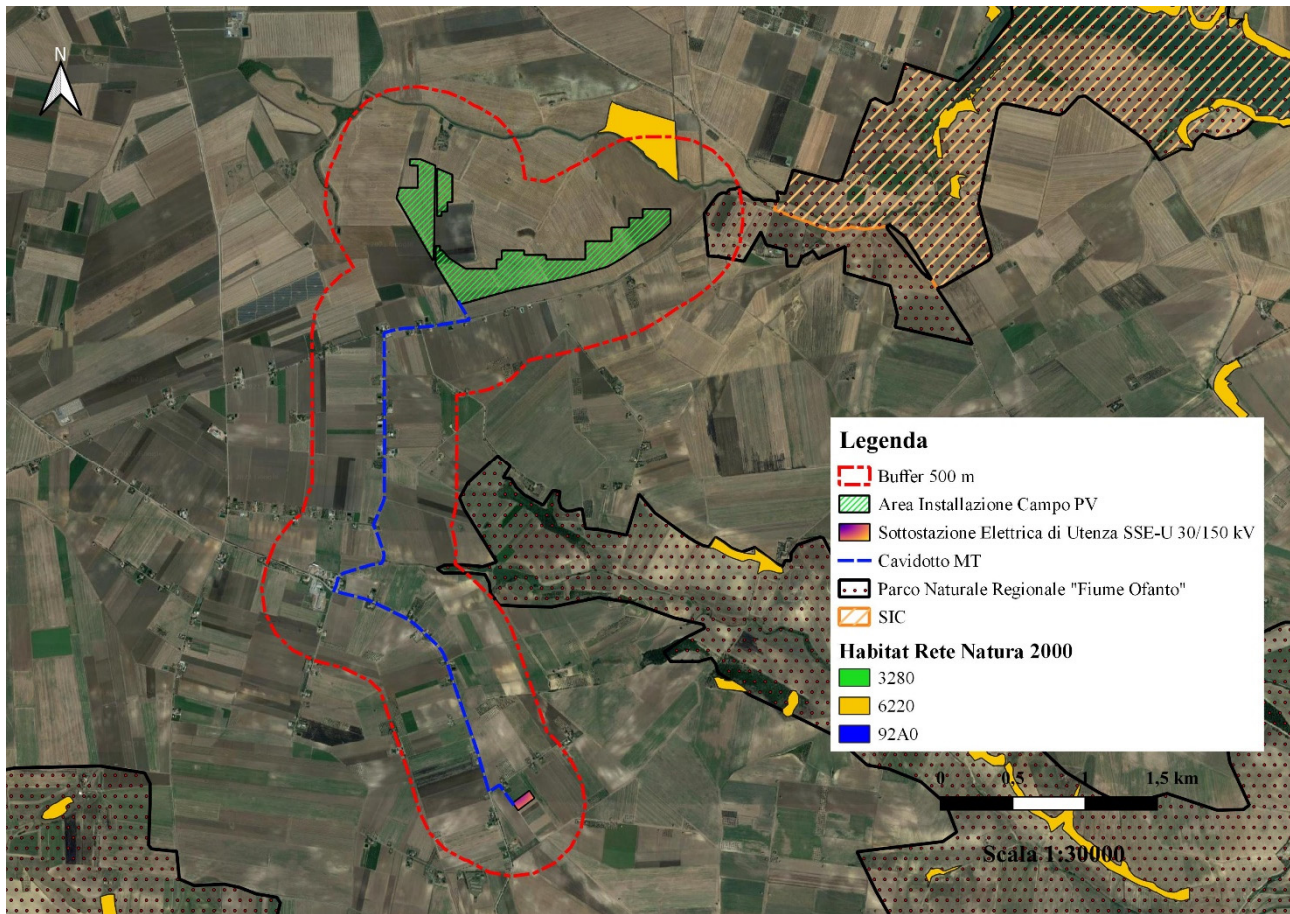 N
Legenda
Buffer 500 m
Area Installazione Campo PV
Sottostazione Elettrica di Utenza SSE-U 30/150 kV
Cavidotto MT
Parco Naturale Regionale "Fiume Ofanto"
SIC
Habitat Rete Natura 2000
3280
6220
92A0
0 0,5 1 1,5 km
Scala 1:30000